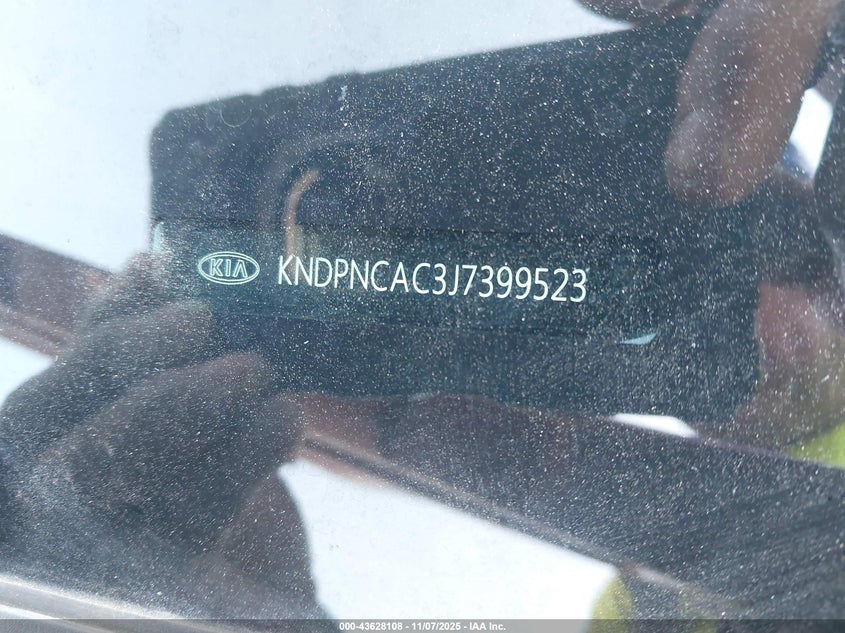 KIA KNDPNCAC3J7399523
000-43628108 - 11/07/2025 - IAA Inc.